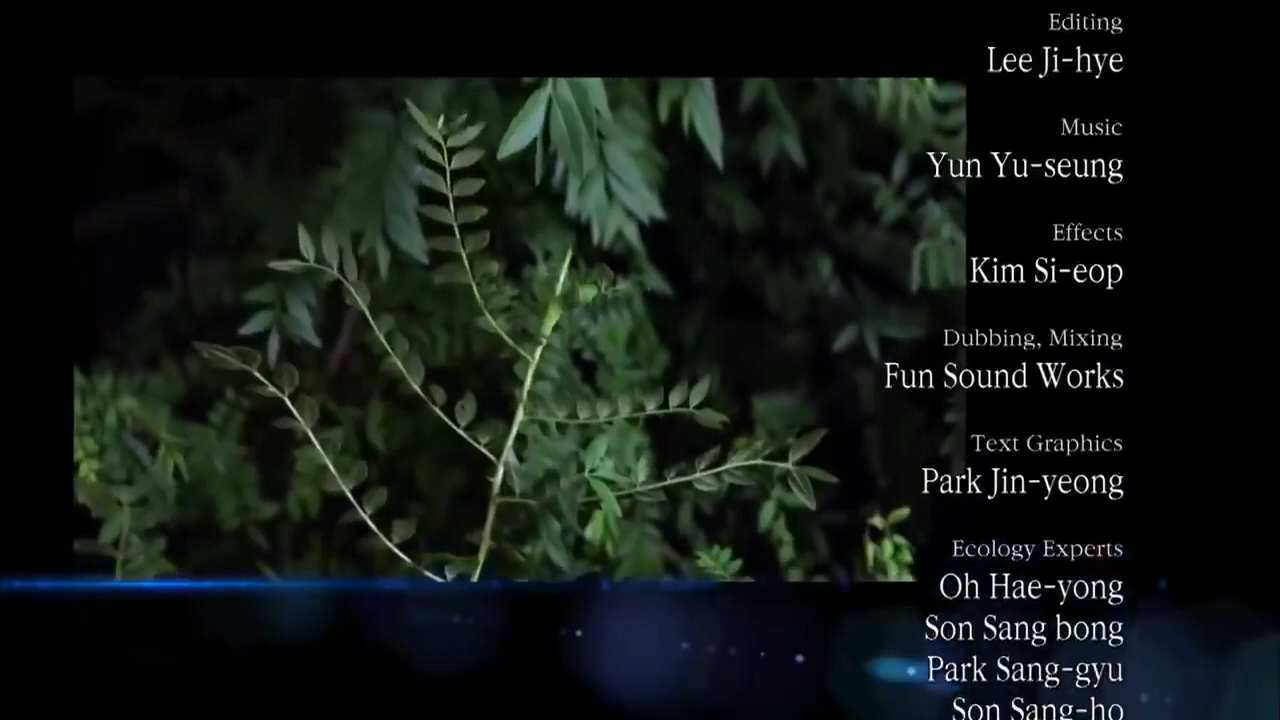 Editing
Lee Ji-hye
Music
Yun Yu-seung
Effects
Kim Si-eop
Dubbing, Mixing
Fun Sound Works
Text Graphics
Park Jin-yeong
Ecology Experts
Oh Hae-yong
Son Sang bong
Park Sang-gyu
Son Sang-ho